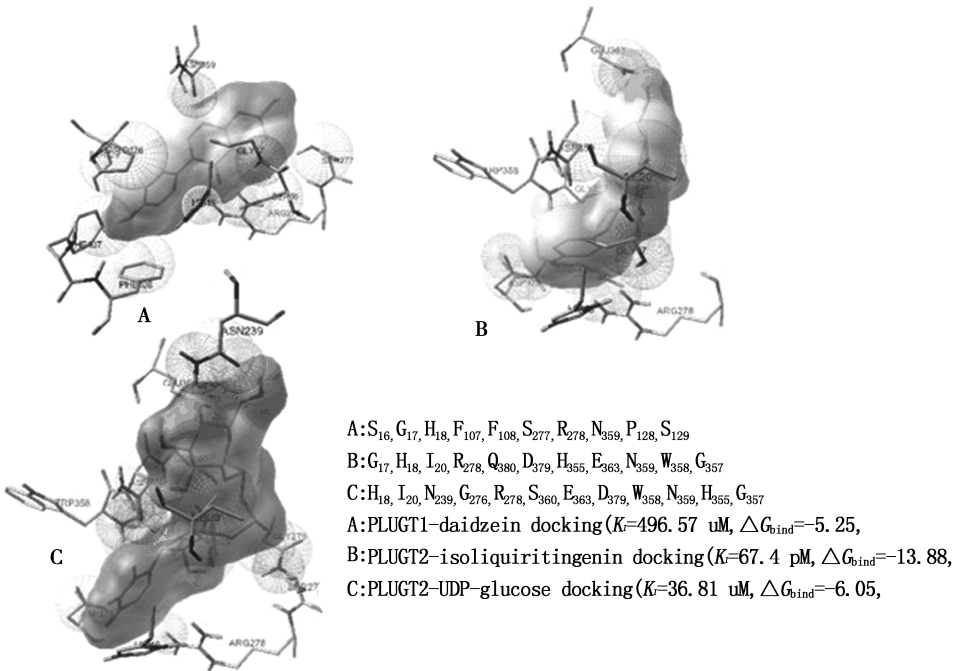 ASN239
TRP358
ARG278
GLU363
TRP358
ARG278
A
B
C
A:S16,G17,H18,F107,F108,S277,R278,N359,P128,S129
B:G17,H18,I20,R278,Q380,D379,H355,E363,N359,W358,G357
C:H18,I20,N239,G276,R278,S360,E363,D379,W358,N359,H355,G357
A:PLUGT1-daidzein docking(Ki=496.57 uM,△Gbind=-5.25,
B:PLUGT2-isoliquiritingenin docking(Ki=67.4 pM,△Gbind=-13.88,
C:PLUGT2-UDP-glucose docking(Ki=36.81 uM,△Gbind=-6.05,